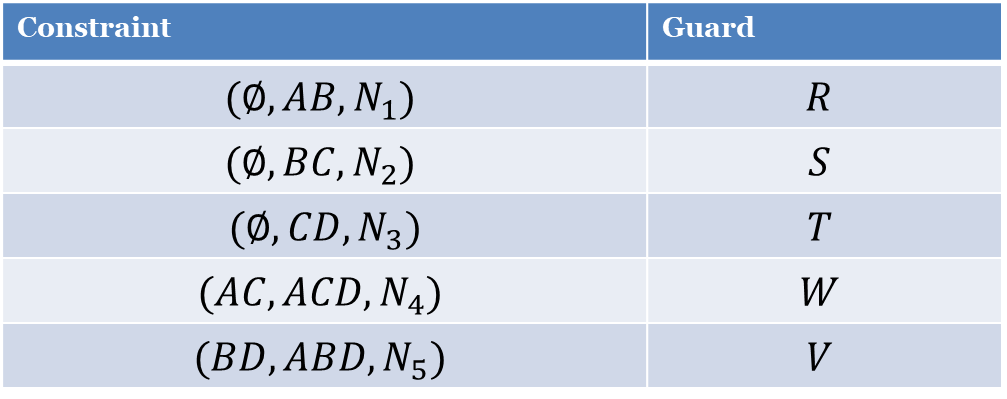 Constraint Guard
(∅, AB, N₁) R
(∅, BC, N₂) S
(∅, CD, N₃) T
(AC, ACD, N₄) W
(BD, ABD, N₅) V